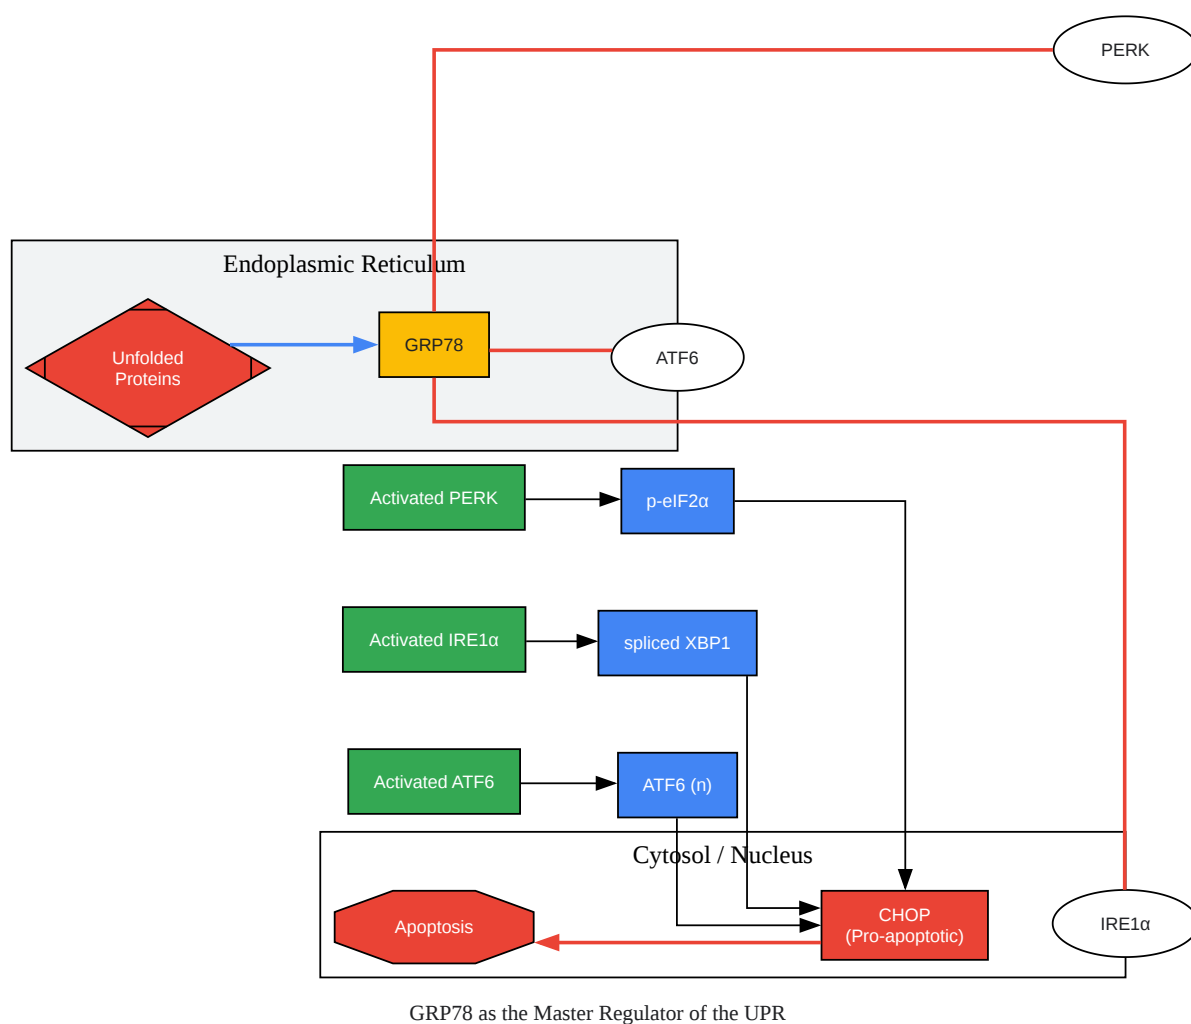 PERK
Endoplasmic Reticulum
Unfolded
Proteins
GRP78
ATF6
Activated PERK
p-eIF2α
Activated IRE1α
spliced XBP1
Activated ATF6
ATF6 (n)
Cytosol / Nucleus
Apoptosis
CHOP
(Pro-apoptotic)
IRE1α
GRP78 as the Master Regulator of the UPR